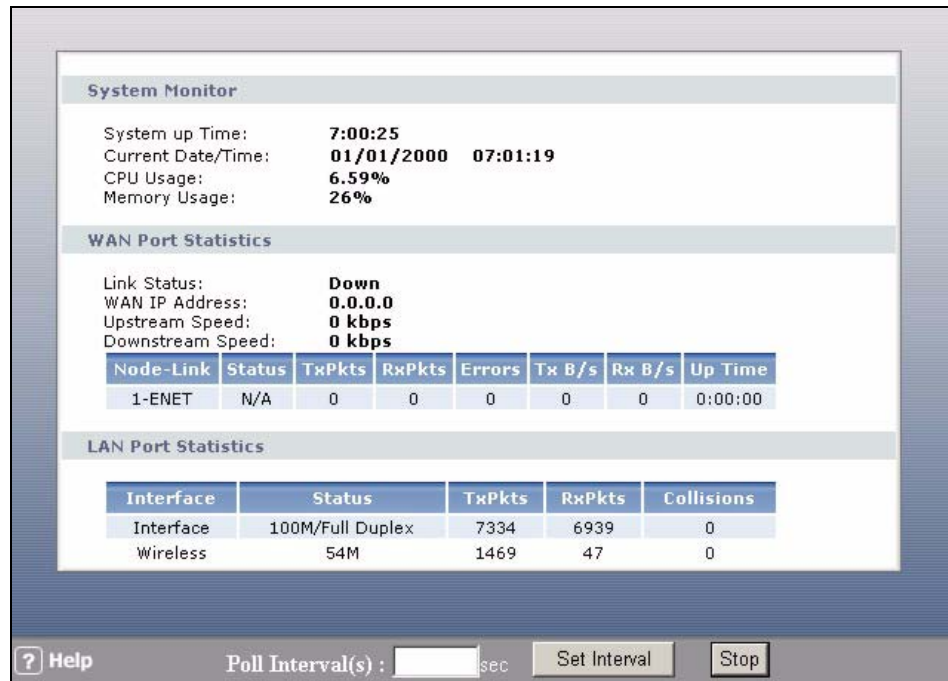 System Monitor
System up Time: 7:00:25
Current Date/Time: 01/01/2000 07:01:19
CPU Usage: 6.59%
Memory Usage: 26%
WAN Port Statistics
Link Status: Down
WAN IP Address: 0.0.0.0
Upstream Speed: 0 kbps
Downstream Speed: 0 kbps
Node-Link Status TxPkts RxPkts Errors Tx B/s Rx B/s Up Time
1-ENET N/A 0 0 0 0 0 0:00:00
LAN Port Statistics
Interface Status TxPkts RxPkts Collisions
Interface 100M/Full Duplex 7334 6939 0
Wireless 54M 1469 47 0
? Help Poll Interval(s) : sec Set Interval Stop